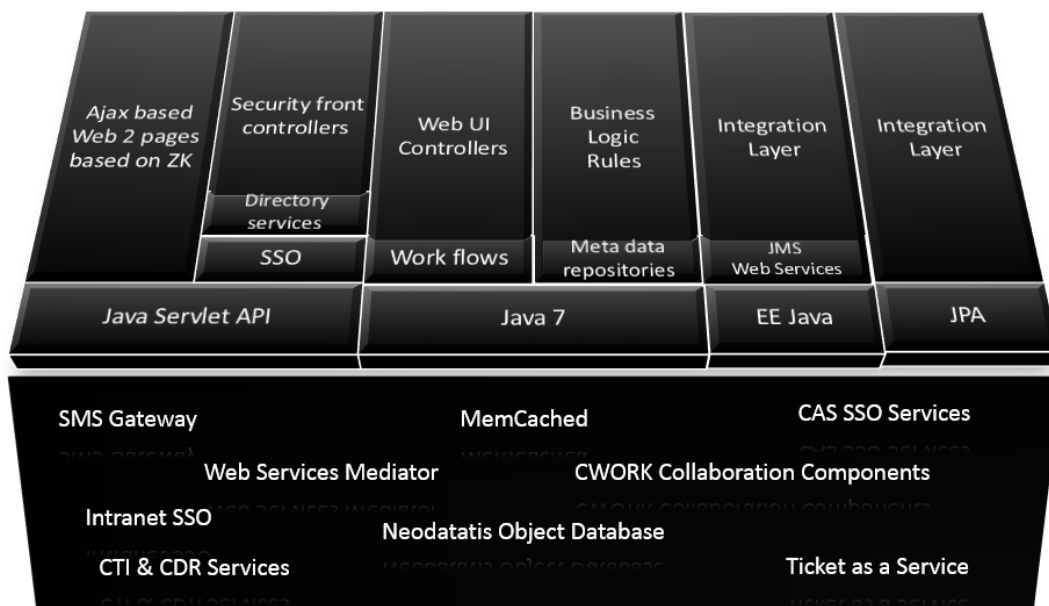 Ajax based
Web 2 pages
based on ZK
Security front
controllers
Directory
services
SSO
Web UI
Controllers
Work flows
Business
Logic
Rules
Meta data
repositories
Integration
Layer
JMS
Web Services
Integration
Layer
Java Servlet API
Java 7
EE Java
JPA
SMS Gateway
MemCached
CAS SSO Services
Web Services Mediator
CWORK Collaboration Components
Intranet SSO
Neodatatis Object Database
CTI & CDR Services
Ticket as a Service